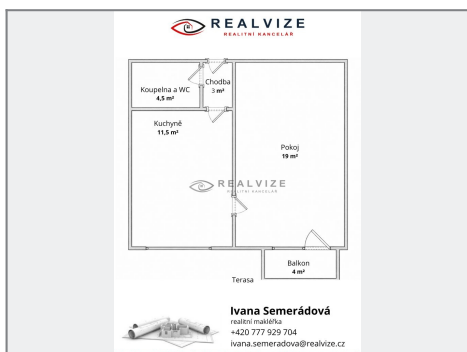 REALVIZE
REALITNÍ KANCELÁŘ
Koupelna a WC
4,5 m²
Chodba
3 m²
Kuchyně
11,5 m²
Pokoj
19 m²
REALVIZE
REALITNÍ KANCELÁŘ
Balkon
4 m²
Terasa
Ivana Semerádová
realitní makléřka
+420 777 929 704
ivana.semeradova@realvize.cz